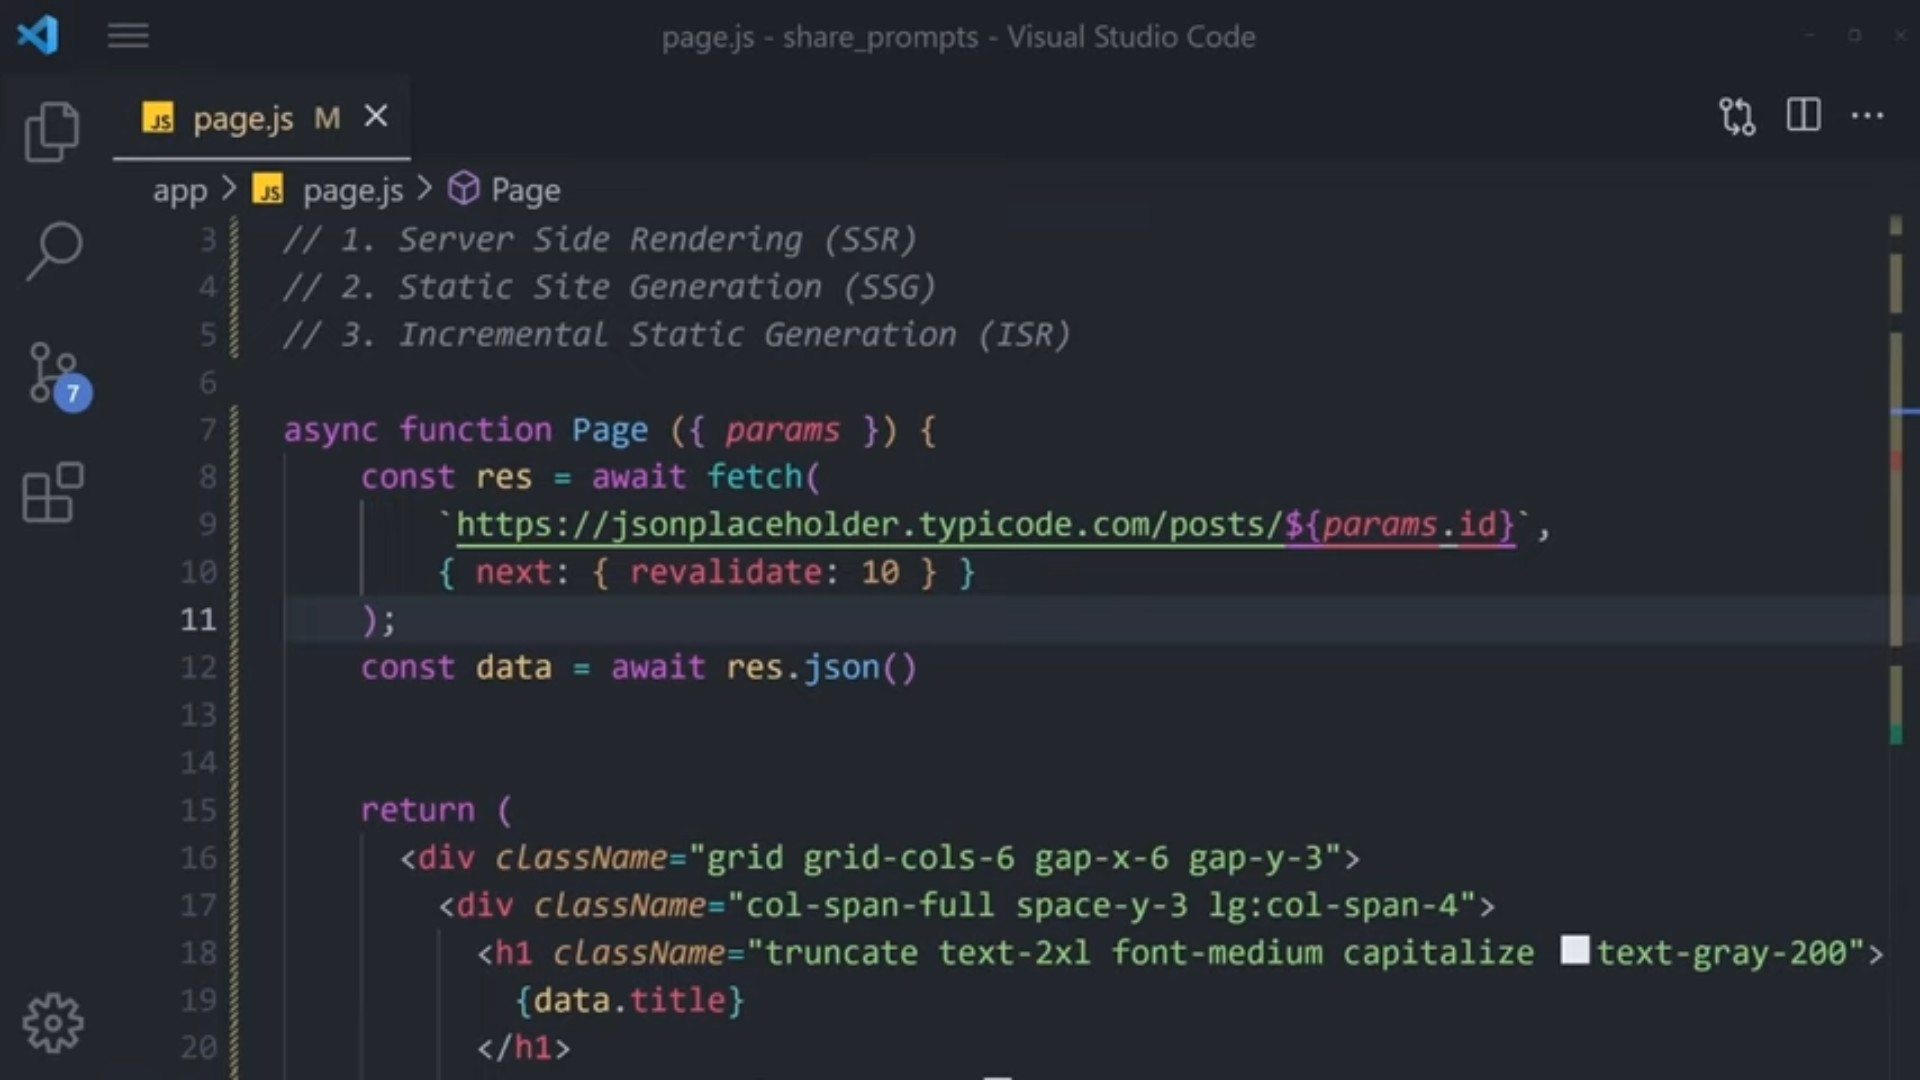 page.js - share_prompts - Visual Studio Code
JS page.js M
app > JS page.js > Page
3 // 1. Server Side Rendering (SSR)
4 // 2. Static Site Generation (SSG)
5 // 3. Incremental Static Generation (ISR)
6
7 async function Page ({ params }) {
8 const res = await fetch(
9 `https://jsonplaceholder.typicode.com/posts/${params.id}`,
10 { next: { revalidate: 10 } }
11 );
12 const data = await res.json()
13
14
15 return (
16 <div className="grid grid-cols-6 gap-x-6 gap-y-3">
17 <div className="col-span-full space-y-3 lg:col-span-4">
18 <h1 className="truncate text-2xl font-medium capitalize text-gray-200">
19 {data.title}
20 </h1>
7